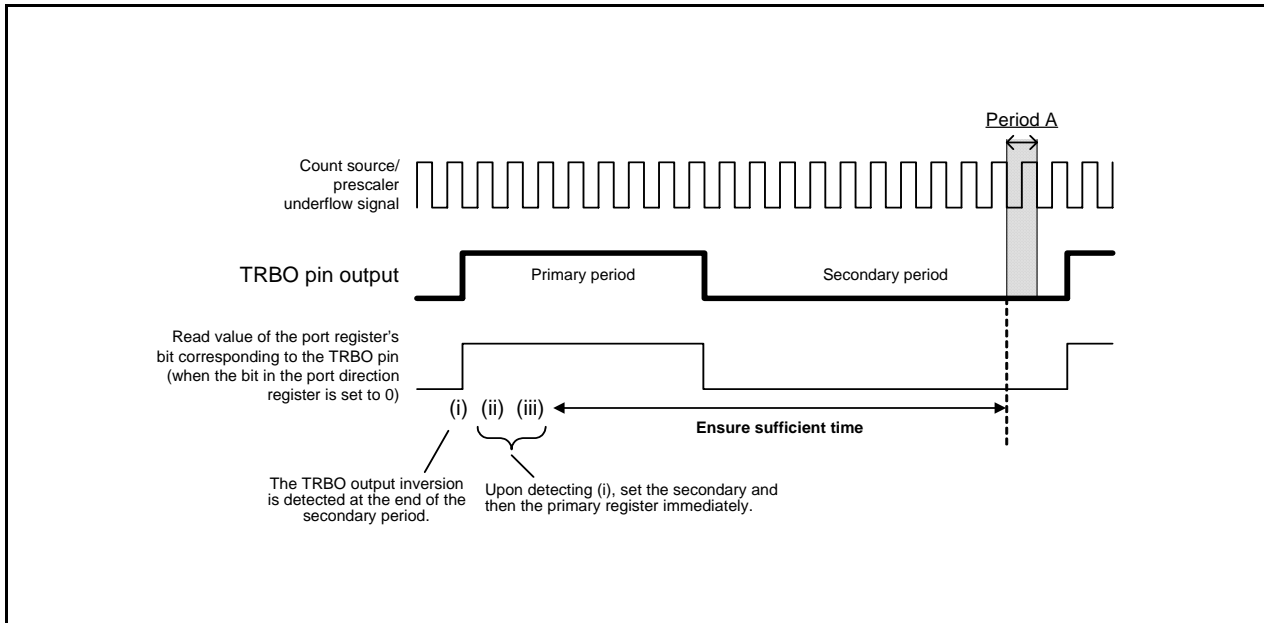 Period A
Count source/
prescaler
underflow signal
TRBO pin output
Primary period
Secondary period
Read value of the port register's
bit corresponding to the TRBO pin
(when the bit in the port direction
register is set to 0)
(i) (ii) (iii)
Ensure sufficient time
The TRBO output inversion
is detected at the end of the
secondary period.
Upon detecting (i), set the secondary and
then the primary register immediately.